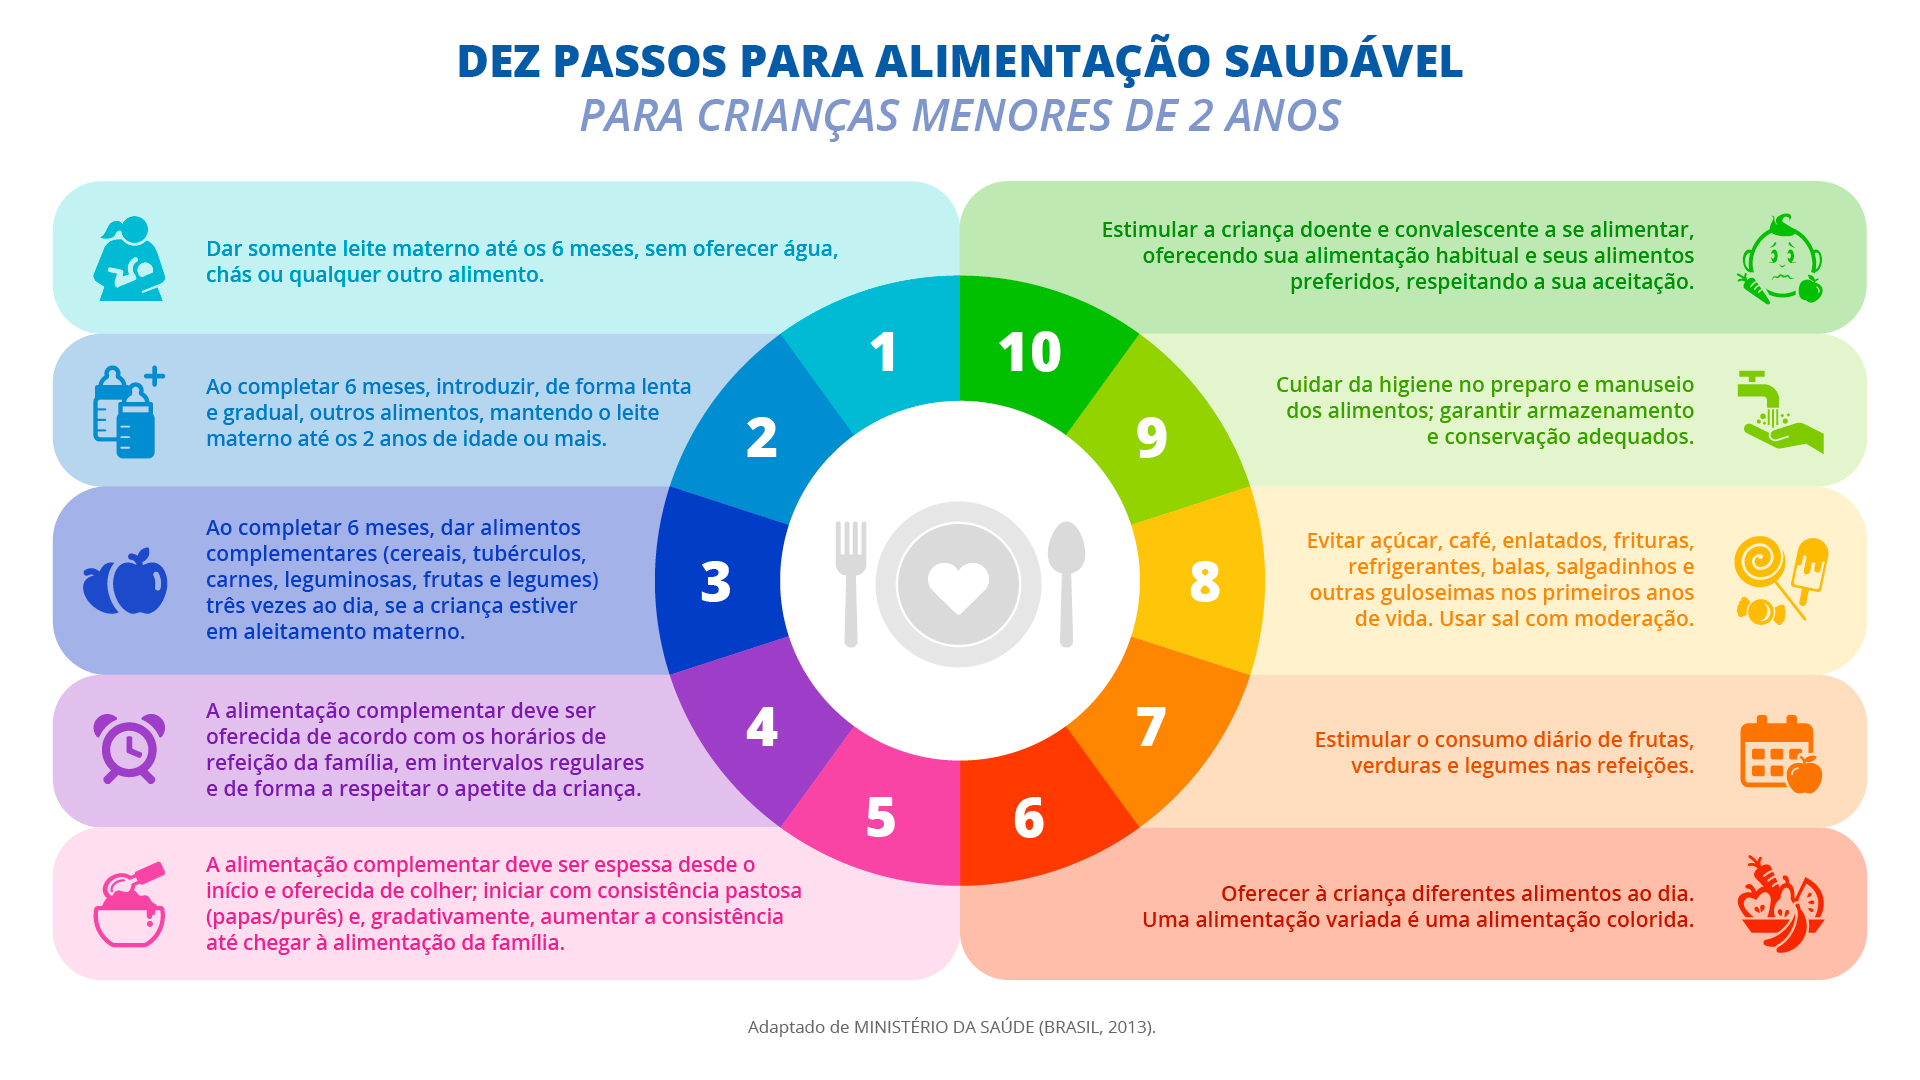 DEZ PASSOS PARA ALIMENTAÇÃO SAUDÁVEL
PARA CRIANÇAS MENORES DE 2 ANOS
1
Dar somente leite materno até os 6 meses, sem oferecer água,
chás ou qualquer outro alimento.
2
Ao completar 6 meses, introduzir, de forma lenta
e gradual, outros alimentos, mantendo o leite
materno até os 2 anos de idade ou mais.
3
Ao completar 6 meses, dar alimentos
complementares (cereais, tubérculos,
carnes, leguminosas, frutas e legumes)
três vezes ao dia, se a criança estiver
em aleitamento materno.
4
A alimentação complementar deve ser
oferecida de acordo com os horários de
refeição da família, em intervalos regulares
e de forma a respeitar o apetite da criança.
5
A alimentação complementar deve ser espessa desde o
início e oferecida de colher; iniciar com consistência pastosa
(papas/purês) e, gradativamente, aumentar a consistência
até chegar à alimentação da família.
6
Oferecer à criança diferentes alimentos ao dia.
Uma alimentação variada é uma alimentação colorida.
7
Estimular o consumo diário de frutas,
verduras e legumes nas refeições.
8
Evitar açúcar, café, enlatados, frituras,
refrigerantes, balas, salgadinhos e
outras guloseimas nos primeiros anos
de vida. Usar sal com moderação.
9
Cuidar da higiene no preparo e manuseio
dos alimentos; garantir armazenamento
e conservação adequados.
10
Estimular a criança doente e convalescente a se alimentar,
oferecendo sua alimentação habitual e seus alimentos
preferidos, respeitando a sua aceitação.
Adaptado de MINISTÉRIO DA SAÚDE (BRASIL, 2013).